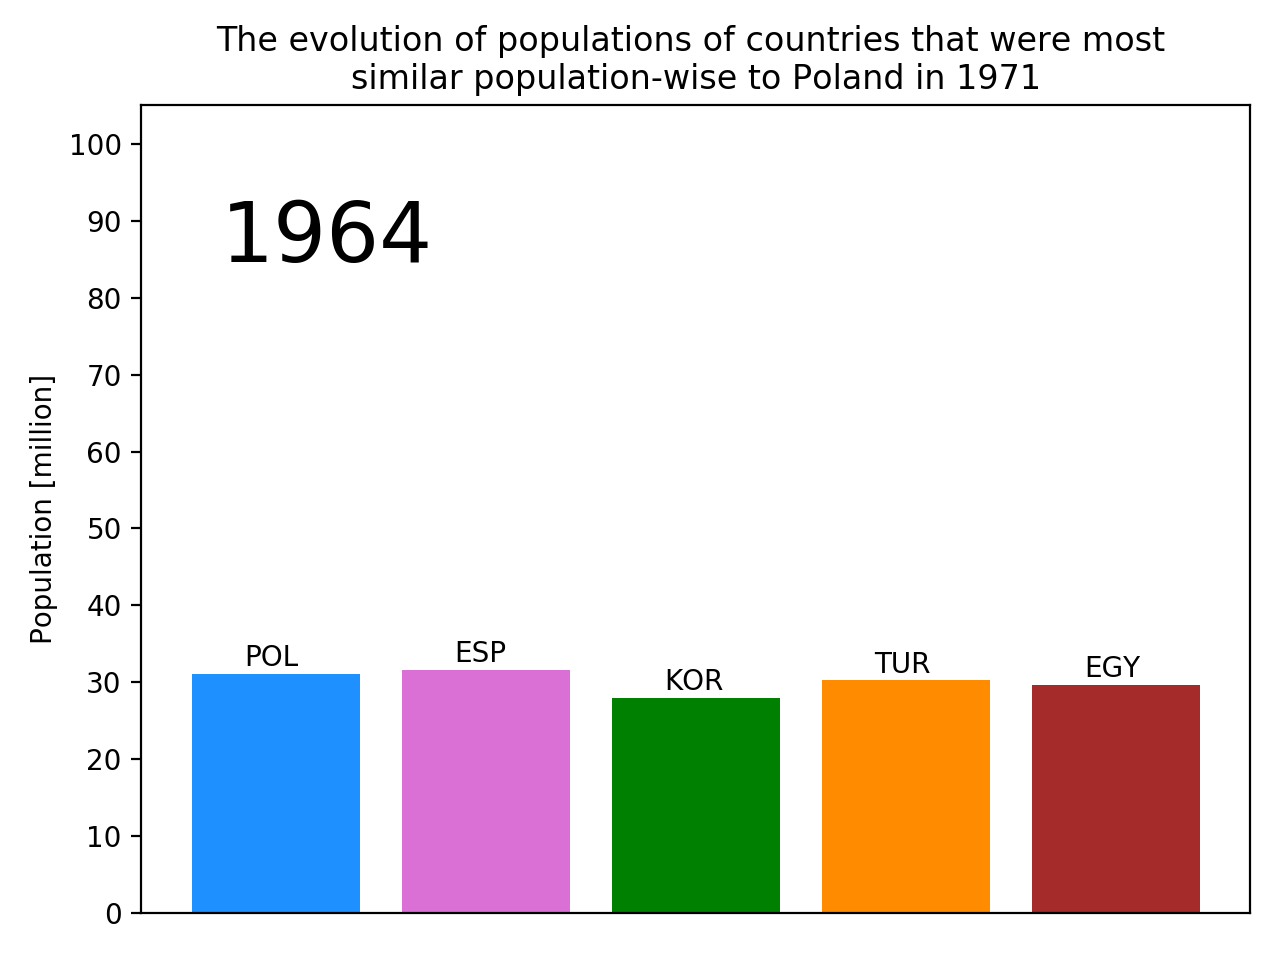 The evolution of populations of countries that were most
similar population-wise to Poland in 1971
100
90
80
70
60
50
40
30
20
10
0
Population [million]
1964
POL
ESP
KOR
TUR
EGY